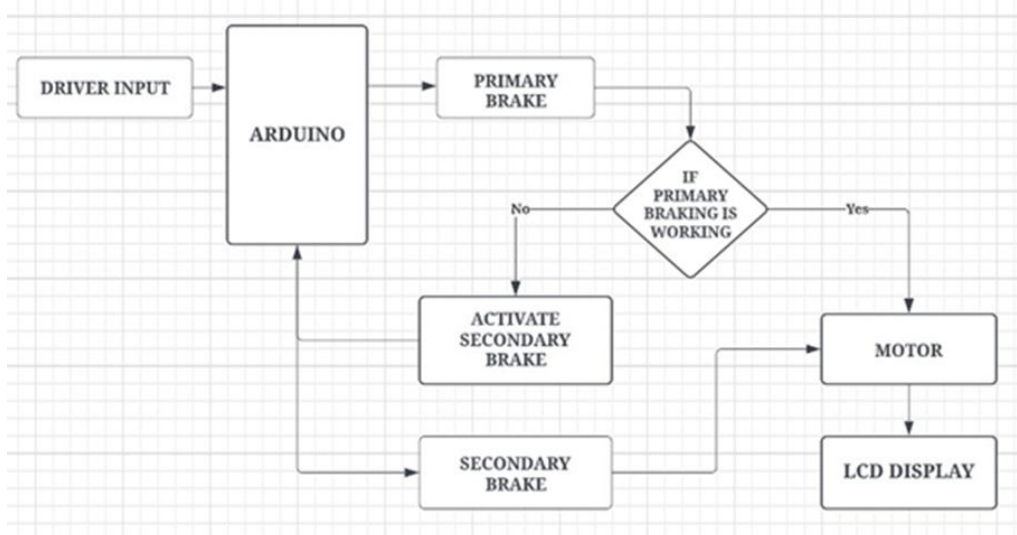 DRIVER INPUT
ARDUINO
PRIMARY
BRAKE
IF
PRIMARY
BRAKING IS
WORKING
No
Yes
ACTIVATE
SECONDARY
BRAKE
MOTOR
SECONDARY
BRAKE
LCD DISPLAY